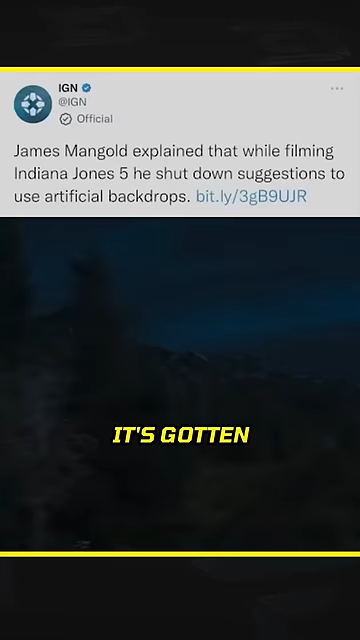 IGN
@IGN
Official
James Mangold explained that while filming
Indiana Jones 5 he shut down suggestions to
use artificial backdrops. bit.ly/3gB9UJR
IT'S GOTTEN